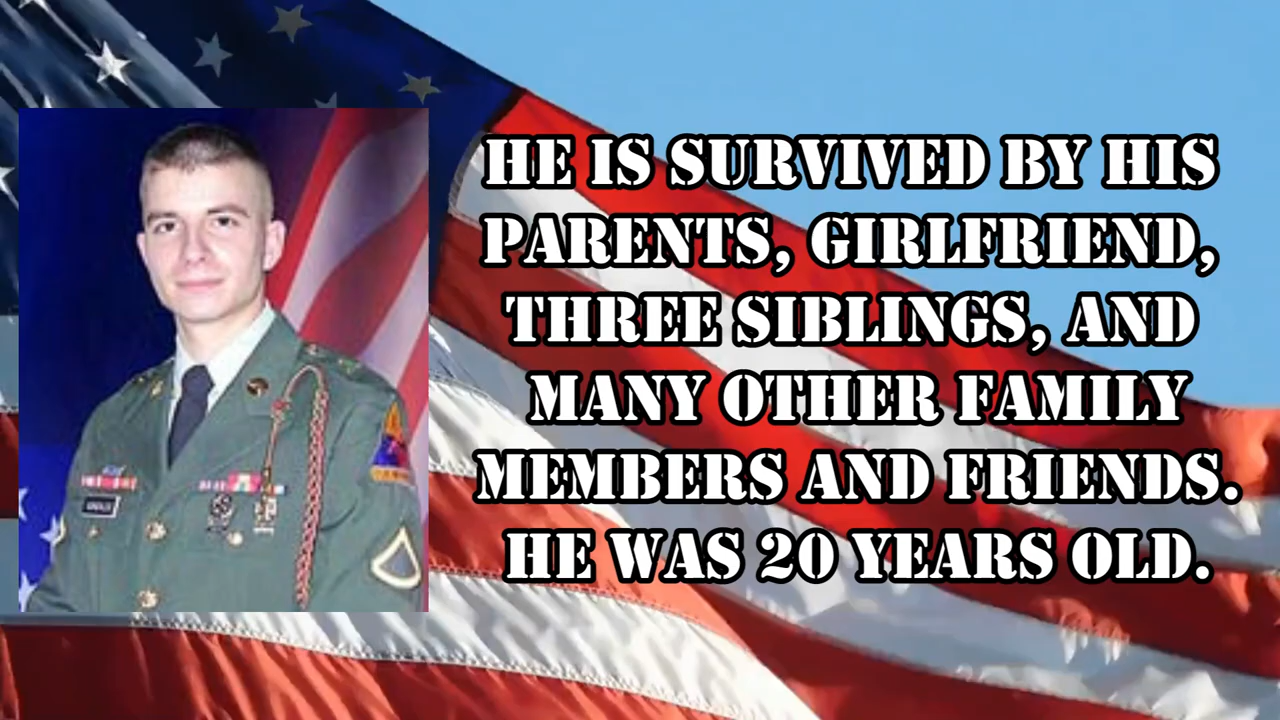 HE IS SURVIVED BY HIS
PARENTS, GIRLFRIEND,
THREE SIBLINGS, AND
MANY OTHER FAMILY
MEMBERS AND FRIENDS.
HE WAS 20 YEARS OLD.